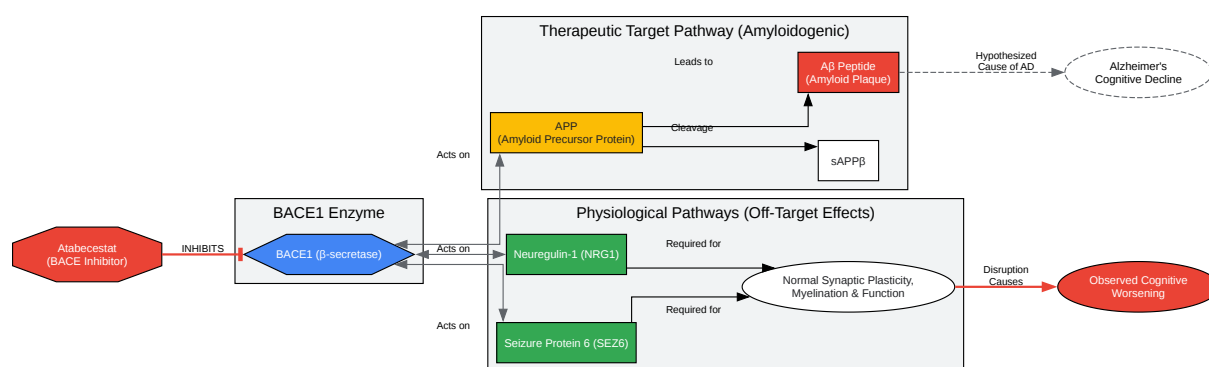 Therapeutic Target Pathway (Amyloidogenic)
Leads to
Aβ Peptide
(Amyloid Plaque)
Hypothesized
Cause of AD
Alzheimer's
Cognitive Decline
APP
(Amyloid Precursor Protein)
Cleavage
Acts on
sAPPβ
BACE1 Enzyme
Physiological Pathways (Off-Target Effects)
Atabecestat
(BACE Inhibitor)
INHIBITS
BACE1 (β-secretase)
Acts on
Neuregulin-1 (NRG1)
Required for
Normal Synaptic Plasticity,
Myelination & Function
Disruption
Causes
Observed Cognitive
Worsening
Acts on
Seizure Protein 6 (SEZ6)
Required for